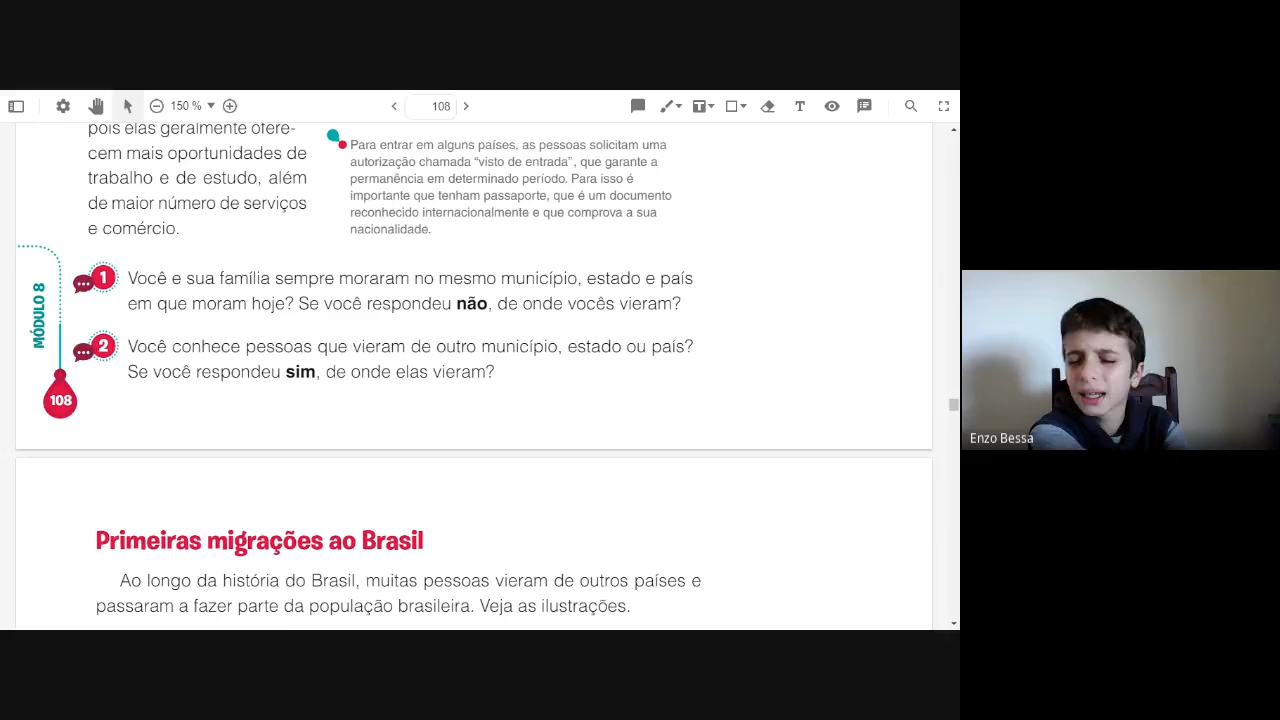 150 %
108
pois elas geralmente ofere-
cem mais oportunidades de
trabalho e de estudo, além
de maior número de serviços
e comércio.
Para entrar em alguns países, as pessoas solicitam uma
autorização chamada “visto de entrada”, que garante a
permanência em determinado período. Para isso é
importante que tenham passaporte, que é um documento
reconhecido internacionalmente e que comprova a sua
nacionalidade.
MÓDULO 8
1 Você e sua família sempre moraram no mesmo município, estado e país
em que moram hoje? Se você respondeu não, de onde vocês vieram?
2 Você conhece pessoas que vieram de outro município, estado ou país?
Se você respondeu sim, de onde elas vieram?
108
Primeiras migrações ao Brasil
Ao longo da história do Brasil, muitas pessoas vieram de outros países e
passaram a fazer parte da população brasileira. Veja as ilustrações.
Enzo Bessa